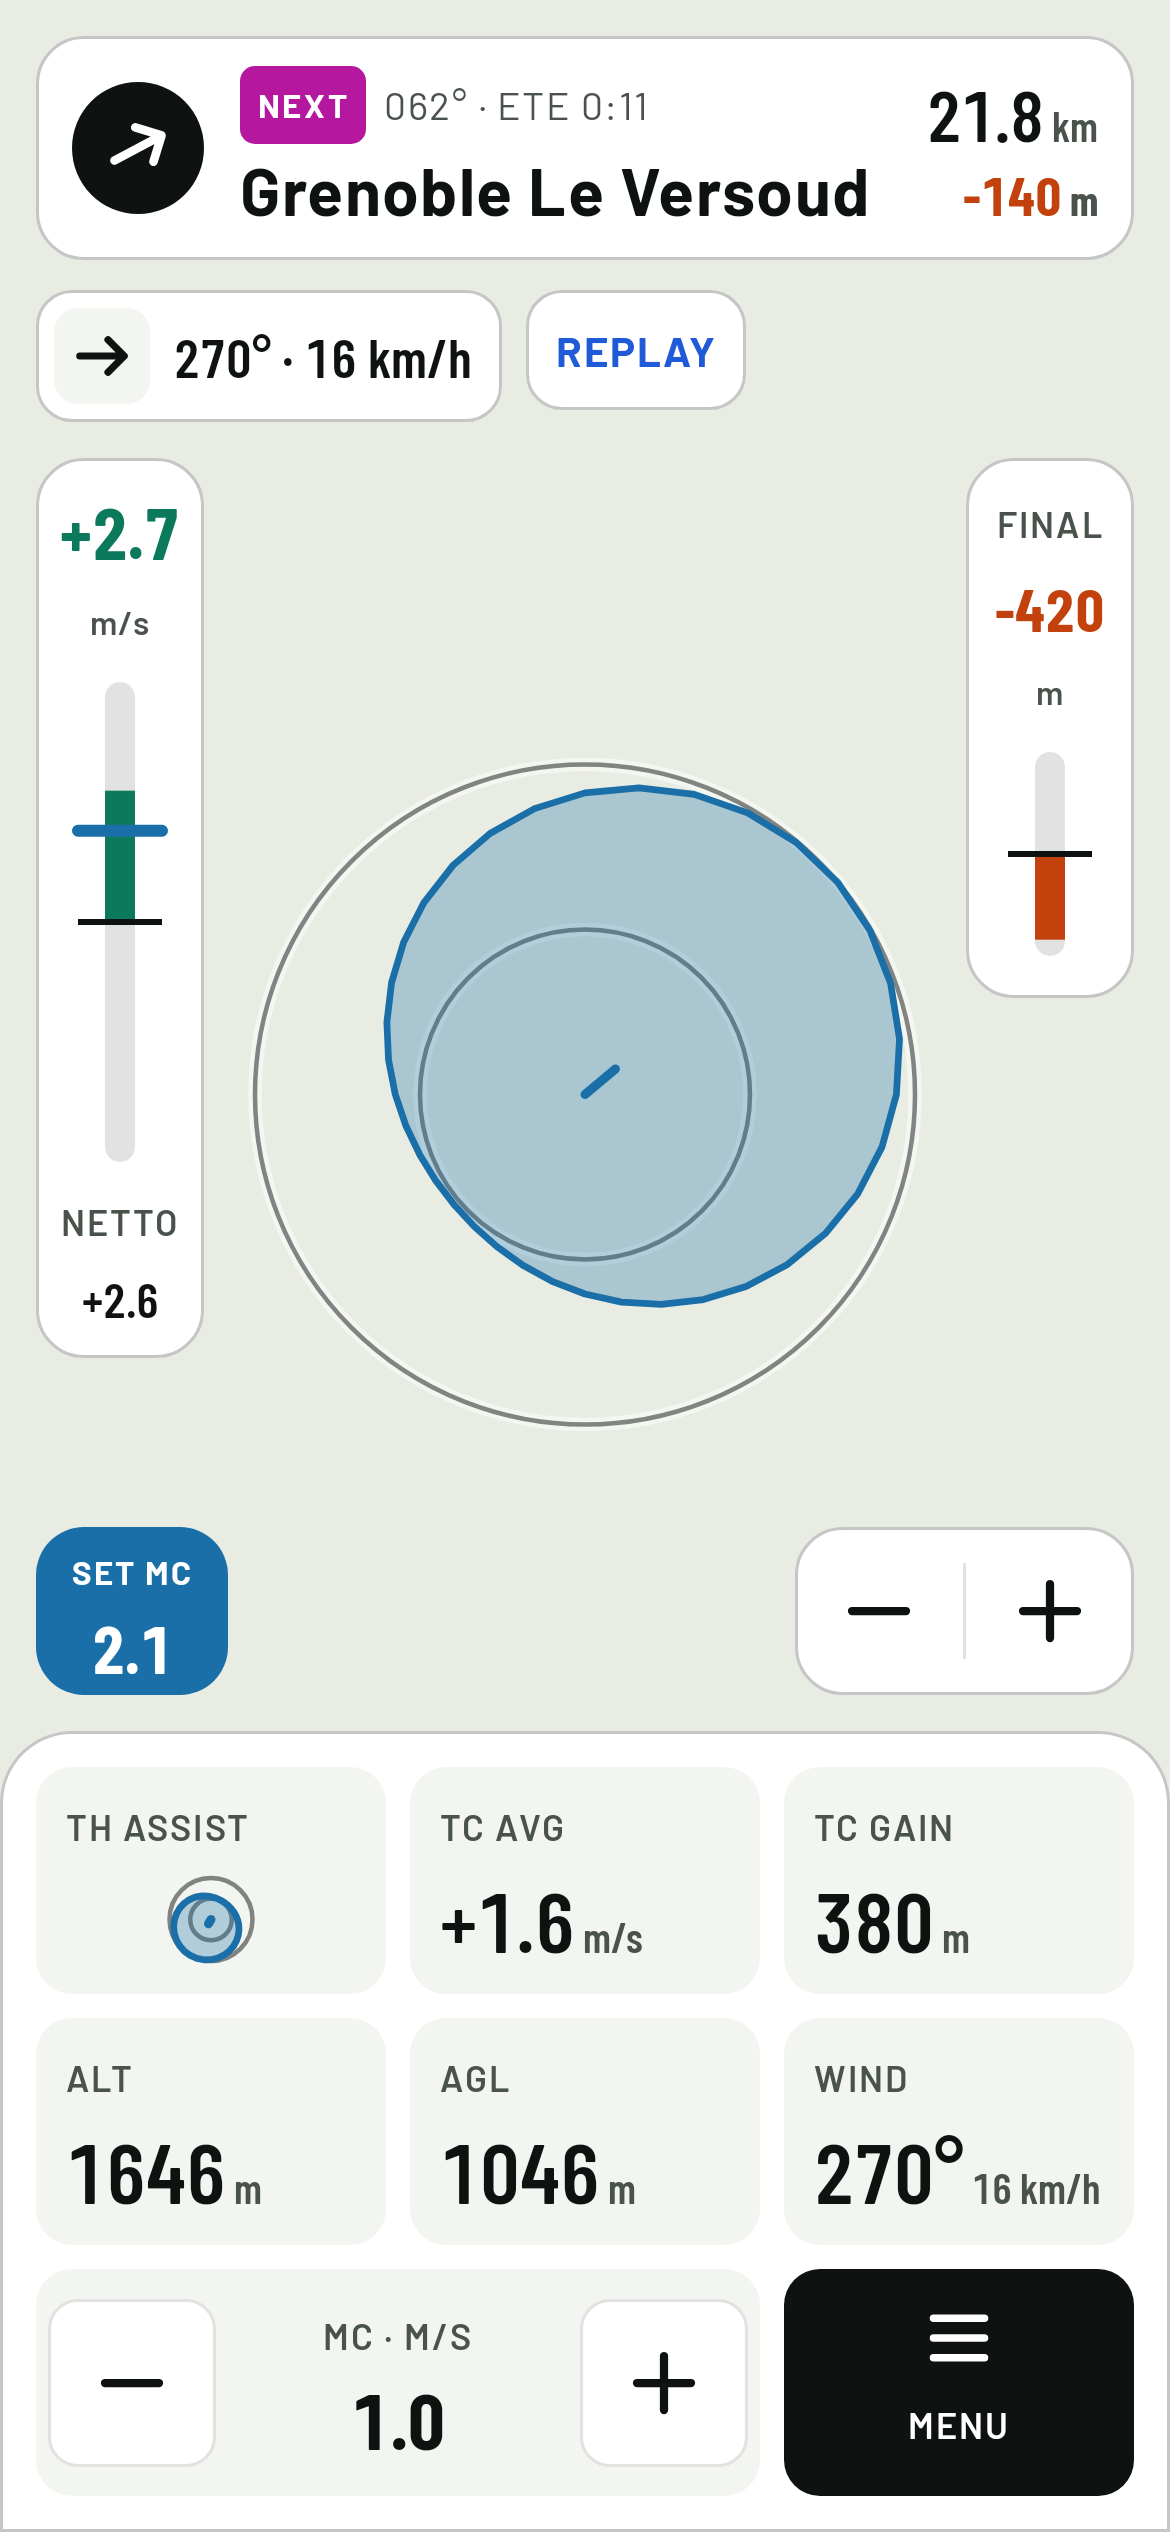 NEXT 062° · ETE 0:11
Grenoble Le Versoud
21.8 km
-140 m
270° · 16 km/h
REPLAY
+2.7
m/s
NETTO
+2.6
FINAL
-420
m
SET MC
2.1
TH ASSIST
TC AVG
+1.6 m/s
TC GAIN
380 m
ALT
1646 m
AGL
1046 m
WIND
270° 16 km/h
MC · M/S
1.0
MENU